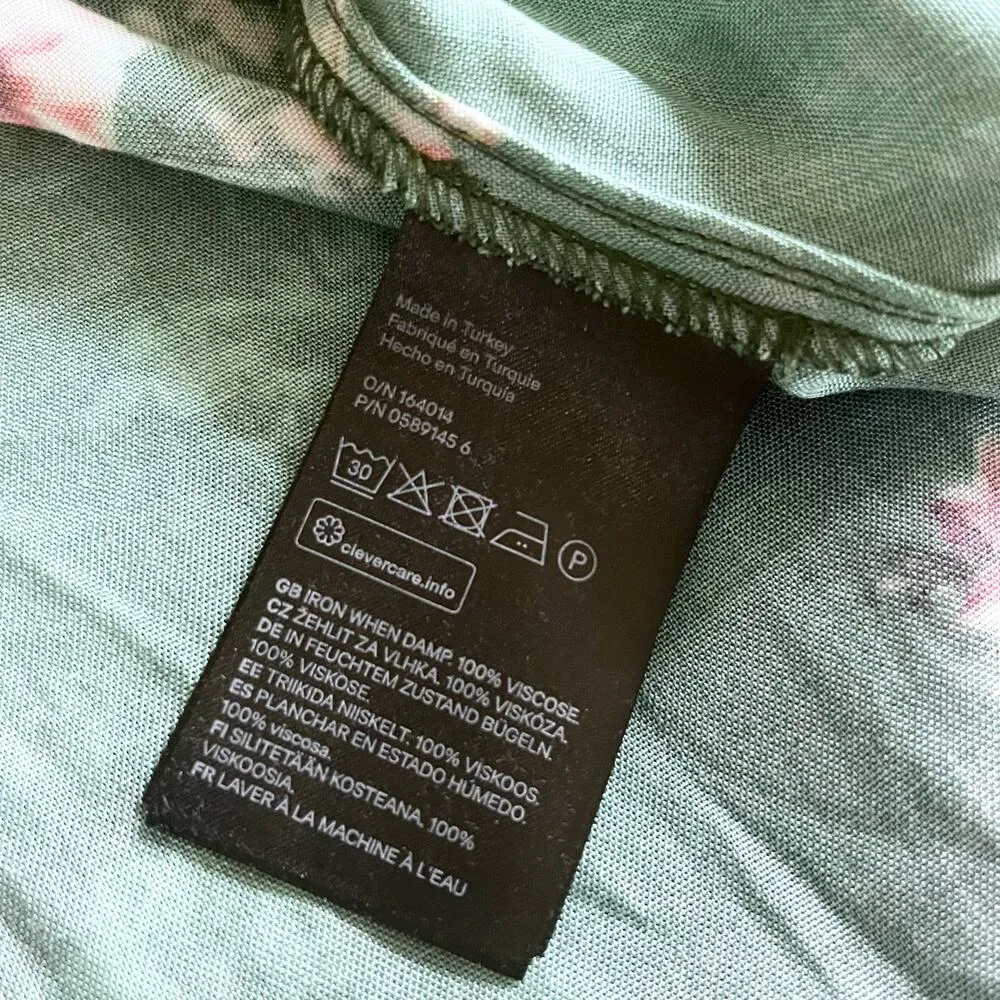 Made in Turkey
Fabriqué en Turquie
Hecho en Turquía
O/N 164014
P/N 0589145 6
30 P
clevercare.info
GB IRON WHEN DAMP. 100% VISCOSE.
CZ ŽEHLIT ZA VLHKA. 100% VISKÓZA.
DE IN FEUCHTEM ZUSTAND BÜGELN.
100% VISKOSE.
EE TRIIKIDA NIISKELT. 100% VISKOOS.
ES PLANCHAR EN ESTADO HÚMEDO.
100% viscosa.
FI SILITETÄÄN KOSTEANA. 100%
VISKOOSIA.
FR LAVER À LA MACHINE À L'EAU